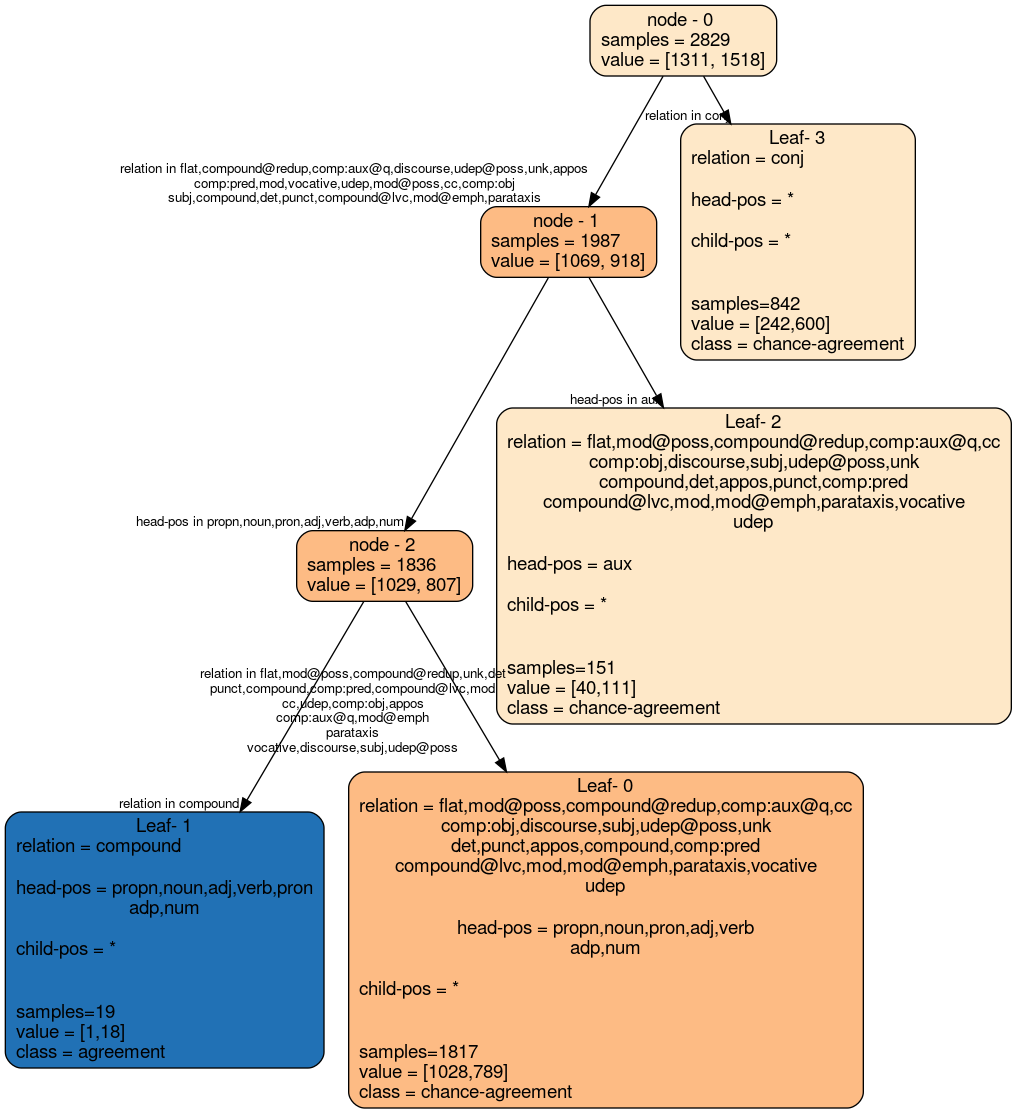 node - 0
samples = 2829
value = [1311, 1518]
relation in conj
Leaf- 3
relation = conj
head-pos = *
child-pos = *
samples=842
value = [242,600]
class = chance-agreement
relation in flat,compound@redup,comp:aux@q,discourse,udep@poss,unk,appos
comp:pred,mod,vocative,udep,mod@poss,cc,comp:obj
subj,compound,det,punct,compound@lvc,mod@emph,parataxis
node - 1
samples = 1987
value = [1069, 918]
head-pos in aux
Leaf- 2
relation = flat,mod@poss,compound@redup,comp:aux@q,cc
comp:obj,discourse,subj,udep@poss,unk
compound,det,appos,punct,comp:pred
compound@lvc,mod,mod@emph,parataxis,vocative
udep
head-pos = aux
child-pos = *
samples=151
value = [40,111]
class = chance-agreement
head-pos in propn,noun,pron,adj,verb,adp,num
node - 2
samples = 1836
value = [1029, 807]
relation in flat,mod@poss,compound@redup,unk,det
punct,compound,comp:pred,compound@lvc,mod
cc,udep,comp:obj,appos
comp:aux@q,mod@emph
parataxis
vocative,discourse,subj,udep@poss
relation in compound
Leaf- 1
relation = compound
head-pos = propn,noun,adj,verb,pron
adp,num
child-pos = *
samples=19
value = [1,18]
class = agreement
Leaf- 0
relation = flat,mod@poss,compound@redup,comp:aux@q,cc
comp:obj,discourse,subj,udep@poss,unk
det,punct,appos,compound,comp:pred
compound@lvc,mod,mod@emph,parataxis,vocative
udep
head-pos = propn,noun,pron,adj,verb
adp,num
child-pos = *
samples=1817
value = [1028,789]
class = chance-agreement